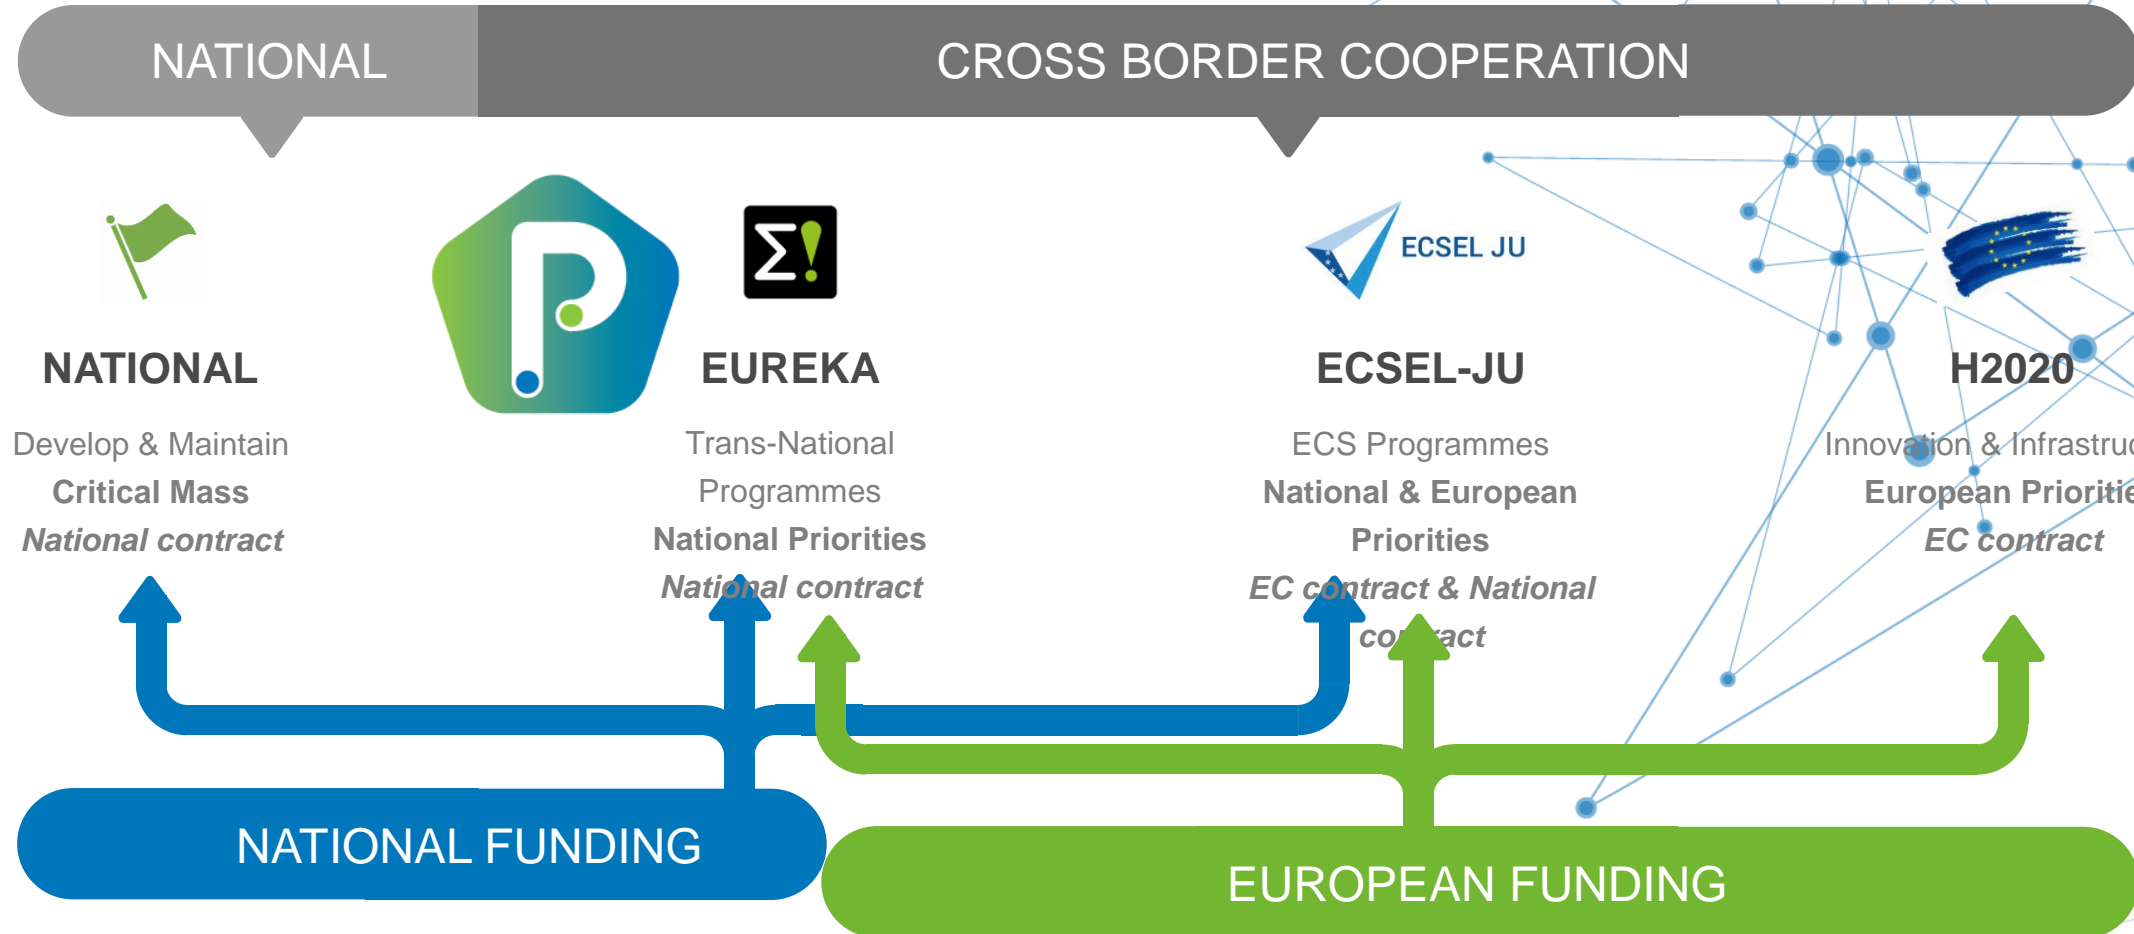 NATIONAL
CROSS BORDER COOPERATION
P
Σ!
ECSEL JU
NATIONAL
Develop & Maintain
Critical Mass
National contract
EUREKA
Trans-National
Programmes
National Priorities
National contract
ECSEL-JU
ECS Programmes
National & European
Priorities
EC contract & National
contract
H2020
Innovation & Infrastruc
European Prioritie
EC contract
NATIONAL FUNDING
EUROPEAN FUNDING